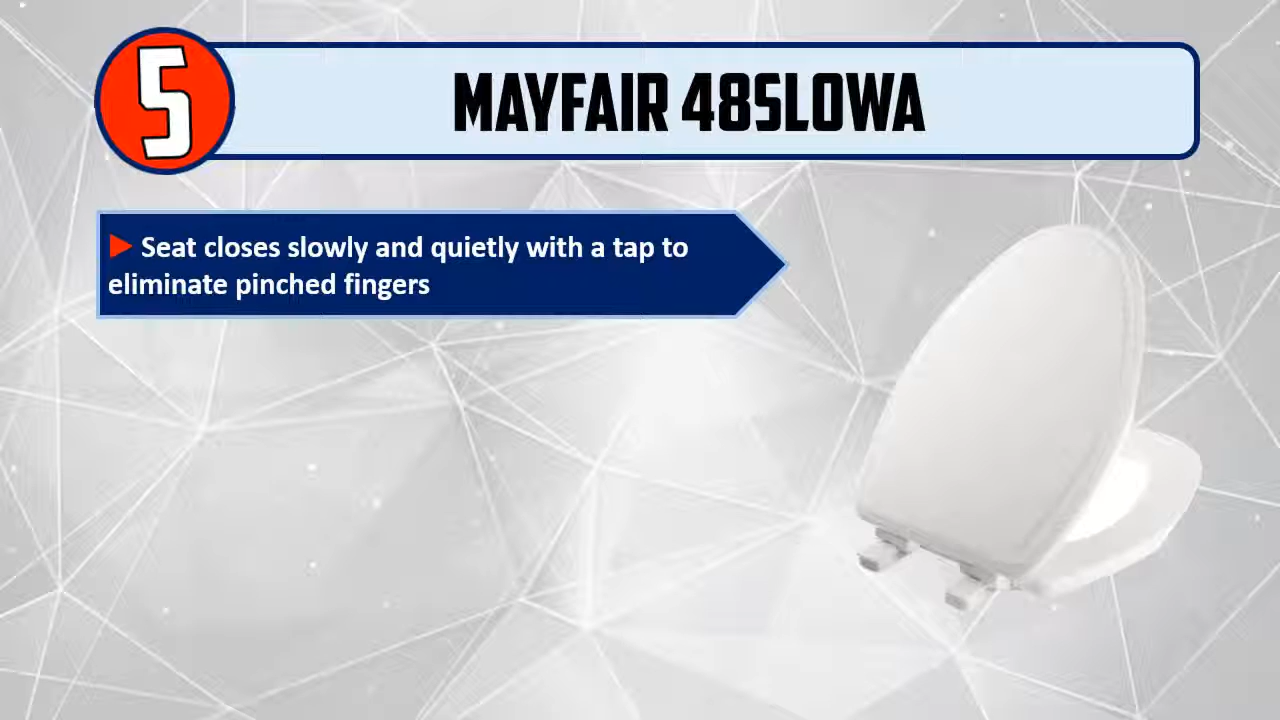 5
MAYFAIR 48SLOWA
▶ Seat closes slowly and quietly with a tap to
eliminate pinched fingers